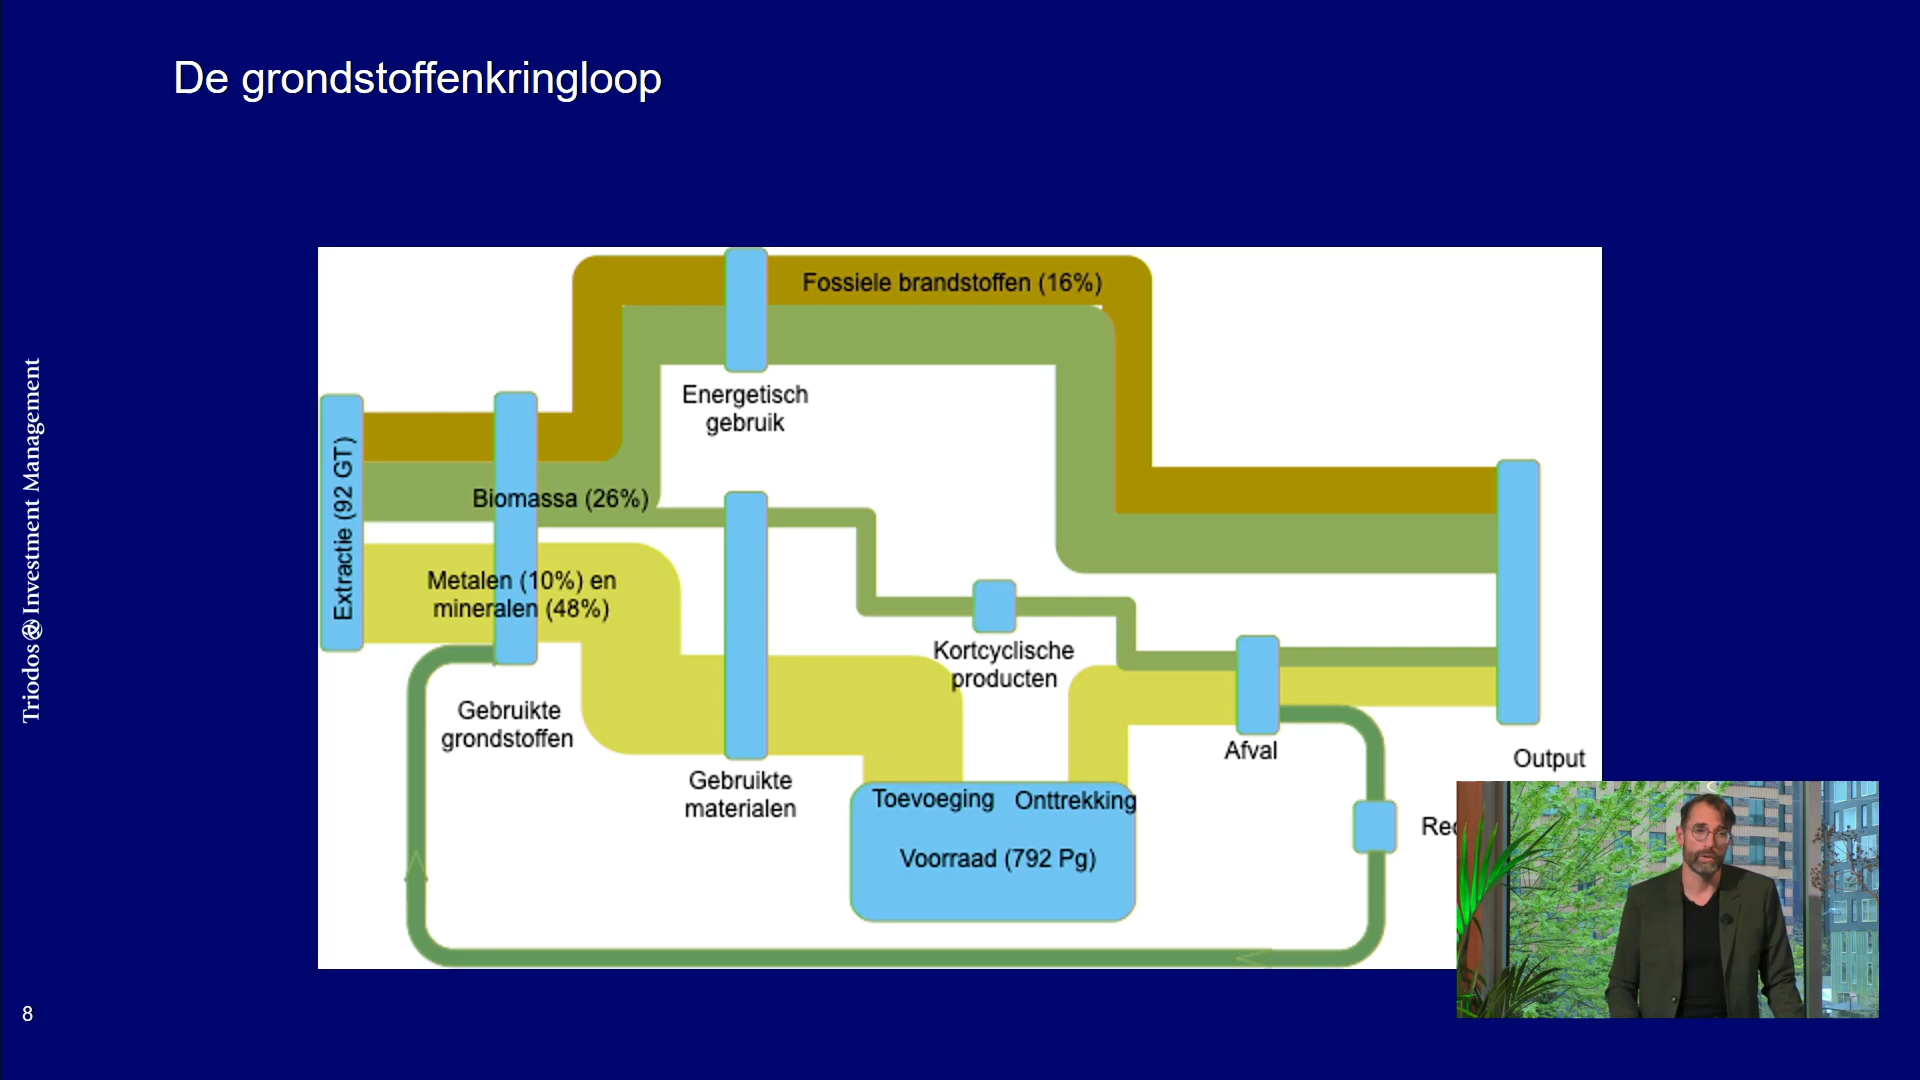 De grondstoffenkringloop
Fossiele brandstoffen (16%)
Energetisch
gebruik
Extractie (92 GT)
Biomassa (26%)
Metalen (10%) en
mineralen (48%)
Kortcyclische
producten
Gebruikte
grondstoffen
Gebruikte
materialen
Afval
Output
Toevoeging Onttrekking
Voorraad (792 Pg)
Triodos Investment Management
8